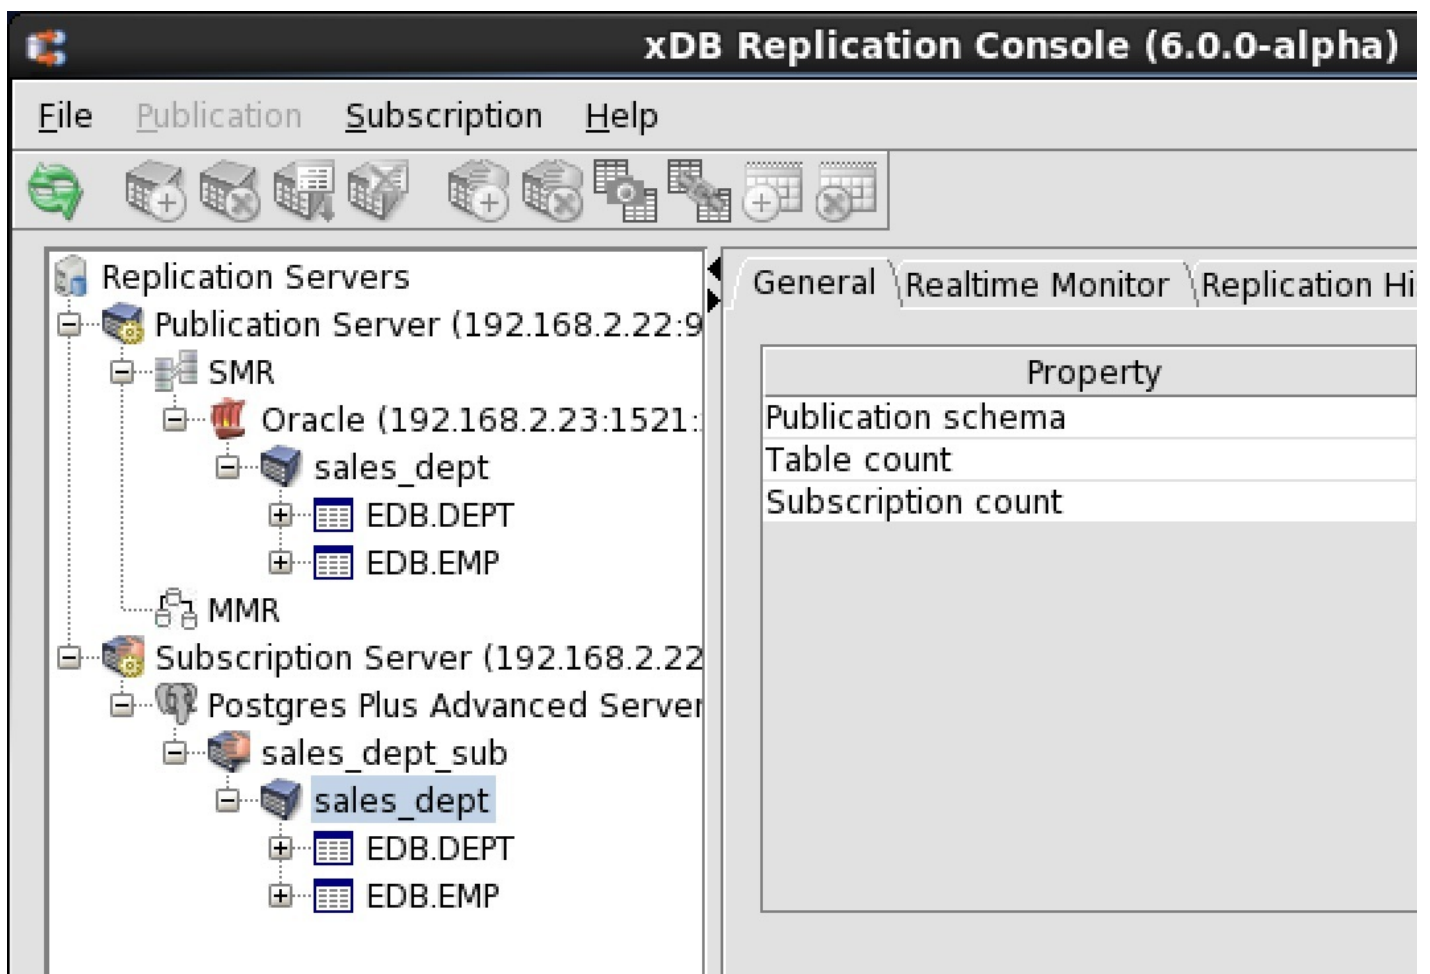 xDB Replication Console (6.0.0-alpha)
File Publication Subscription Help
Replication Servers
Publication Server (192.168.2.22:9
SMR
Oracle (192.168.2.23:1521:
sales_dept
EDB.DEPT
EDB.EMP
MMR
Subscription Server (192.168.2.22
Postgres Plus Advanced Server
sales_dept_sub
sales_dept
EDB.DEPT
EDB.EMP
General Realtime Monitor Replication Hi
Property
Publication schema
Table count
Subscription count